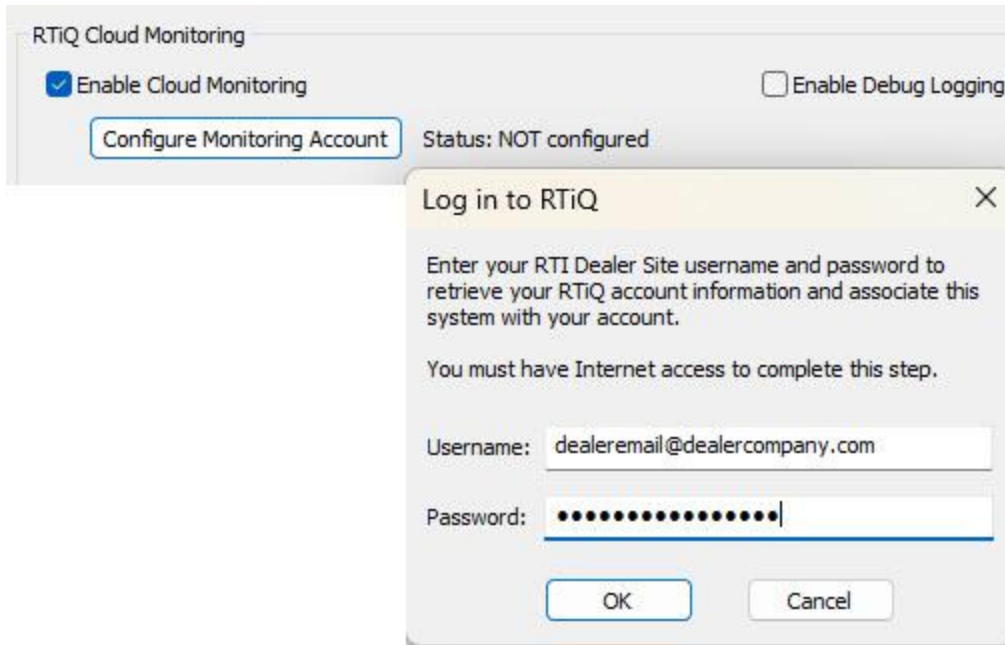 RTiQ Cloud Monitoring
Enable Cloud Monitoring
Enable Debug Logging
Configure Monitoring Account
Status: NOT configured
Log in to RTiQ
Enter your RTI Dealer Site username and password to
retrieve your RTiQ account information and associate this
system with your account.
You must have Internet access to complete this step.
Username:
dealeremail@dealercompany.com
Password:
••••••••••••••••
OK
Cancel